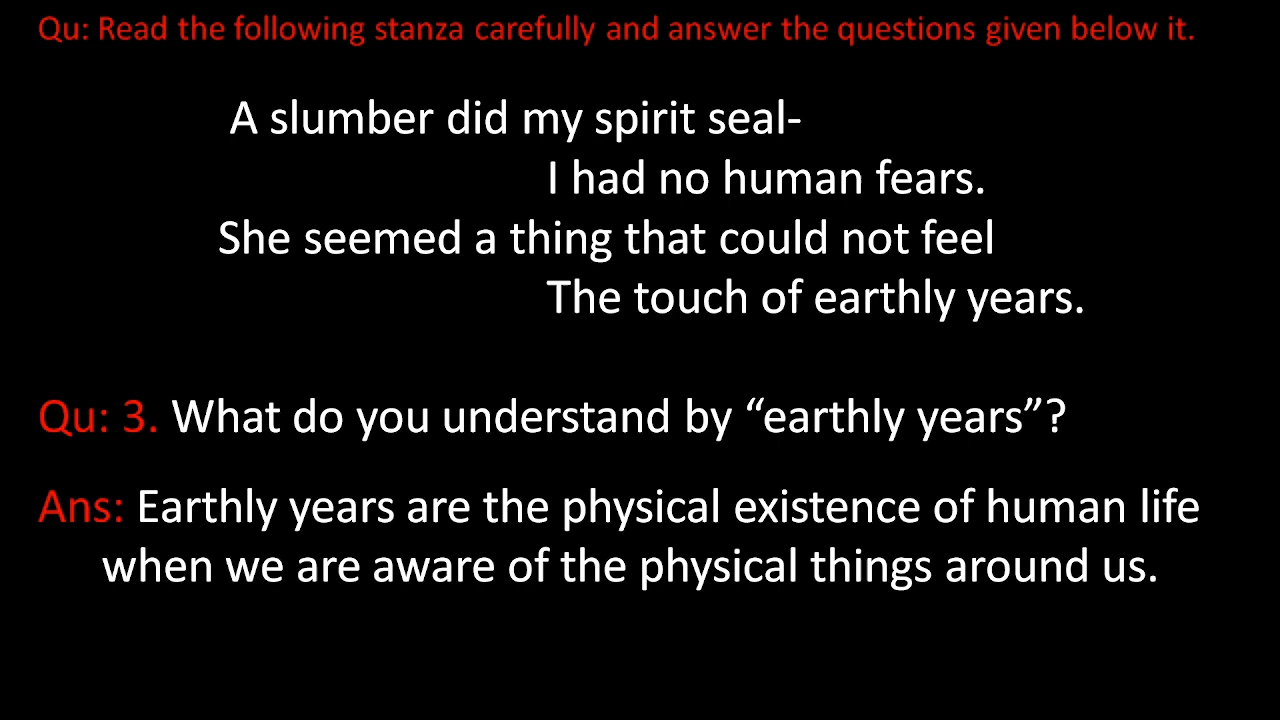 Qu: Read the following stanza carefully and answer the questions given below it.
A slumber did my spirit seal-
I had no human fears.
She seemed a thing that could not feel
The touch of earthly years.
Qu: 3. What do you understand by “earthly years”?
Ans: Earthly years are the physical existence of human life
when we are aware of the physical things around us.